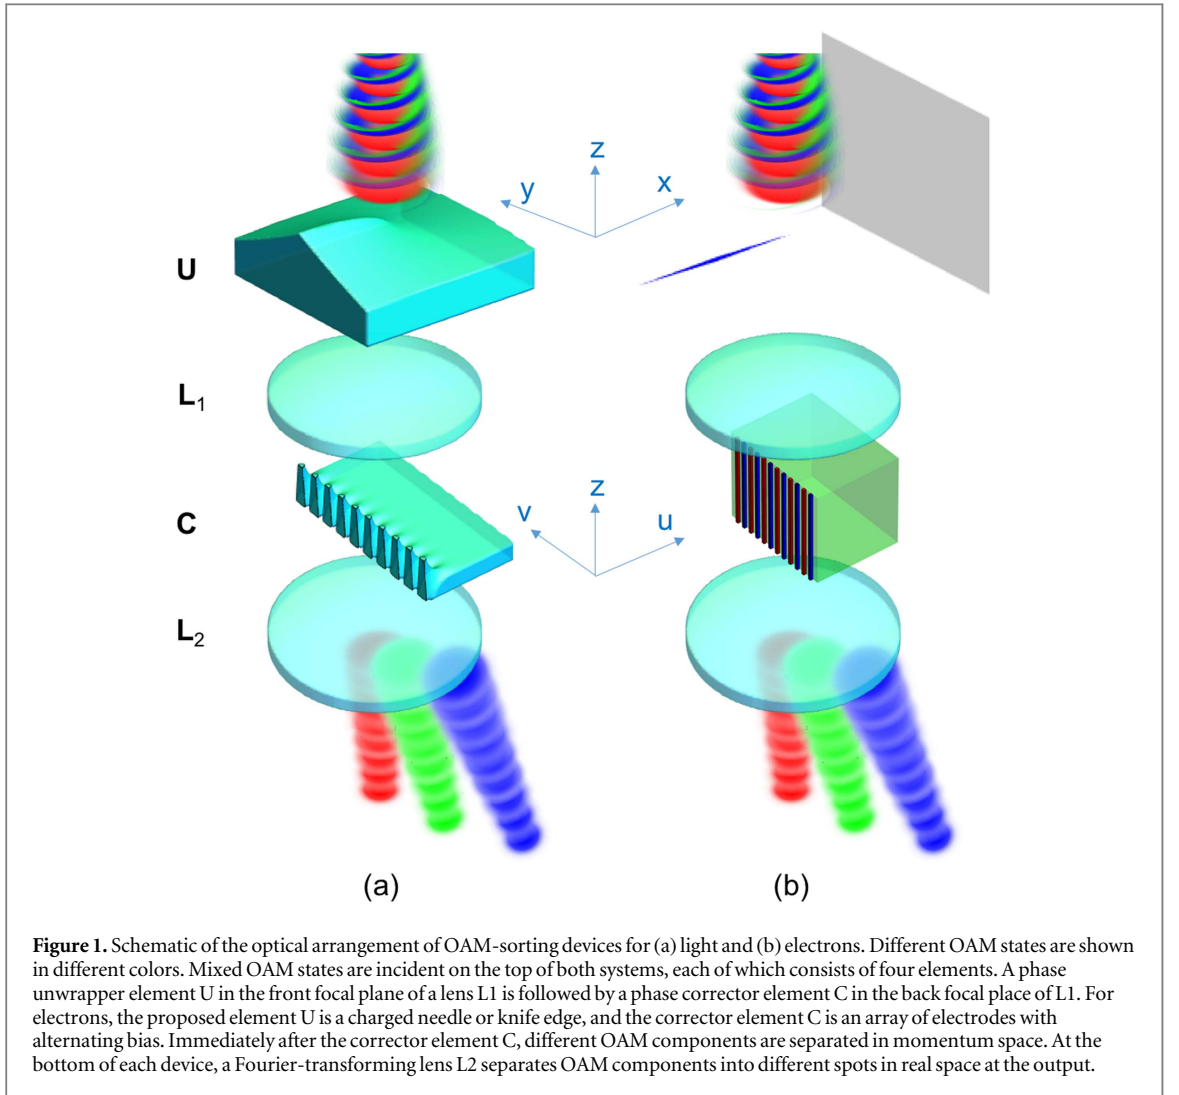 z
y
x
U
L1
z
v
u
C
L2
(a)
(b)
Figure 1. Schematic of the optical arrangement of OAM-sorting devices for (a) light and (b) electrons. Different OAM states are shown
in different colors. Mixed OAM states are incident on the top of both systems, each of which consists of four elements. A phase
unwrapper element U in the front focal plane of a lens L1 is followed by a phase corrector element C in the back focal place of L1. For
electrons, the proposed element U is a charged needle or knife edge, and the corrector element C is an array of electrodes with
alternating bias. Immediately after the corrector element C, different OAM components are separated in momentum space. At the
bottom of each device, a Fourier-transforming lens L2 separates OAM components into different spots in real space at the output.